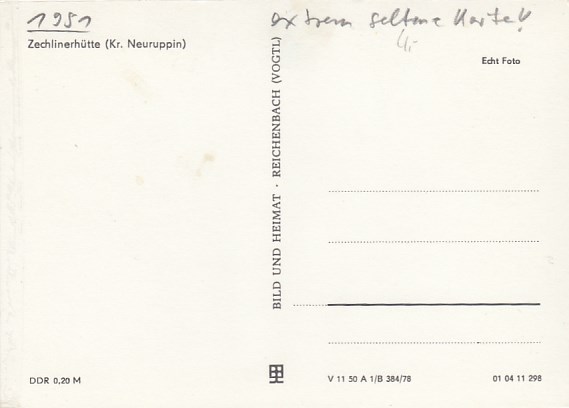 1951
Zechlinerhütte (Kr. Neuruppin)
extrem seltene Karte!
4,-
Echt Foto
BILD UND HEIMAT · REICHENBACH (VOGTL)
DDR 0,20 M
V 11 50 A 1/B 384/78
01 04 11 298